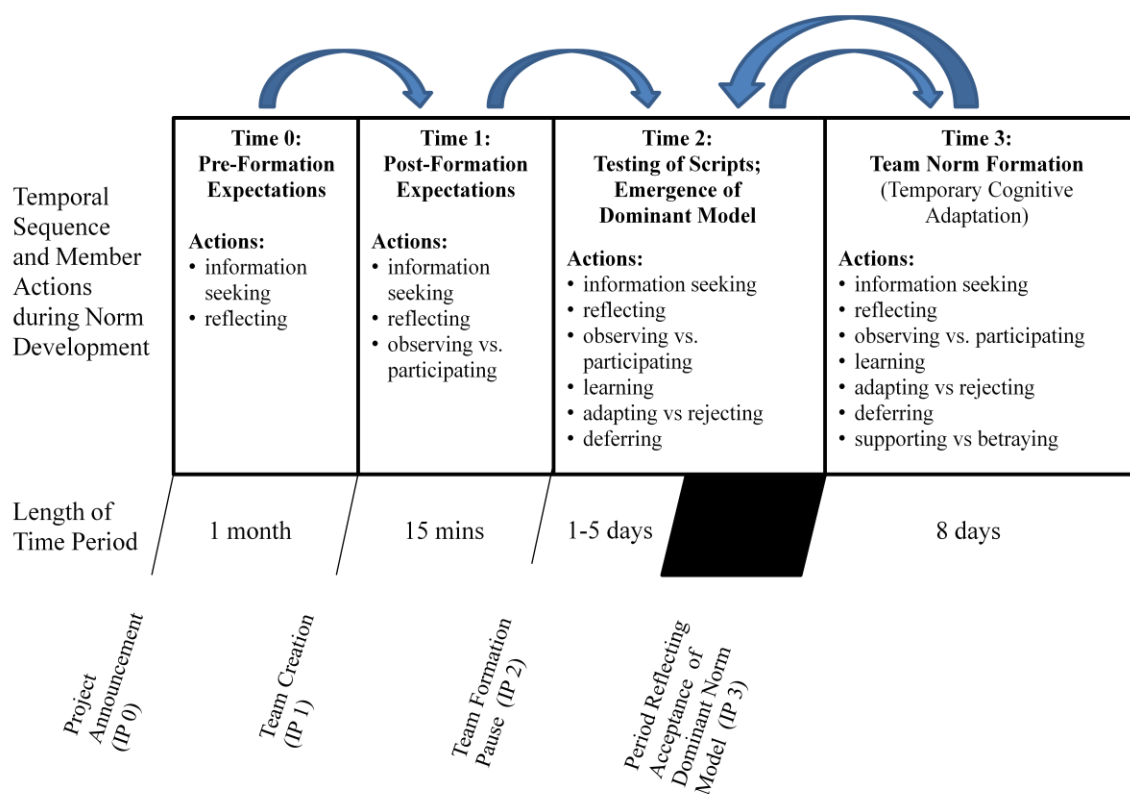 Temporal
Sequence
and Member
Actions
during Norm
Development
Time 0:
Pre-Formation
Expectations
Actions:
• information
seeking
• reflecting
Time 1:
Post-Formation
Expectations
Actions:
• information
seeking
• reflecting
• observing vs.
participating
Time 2:
Testing of Scripts;
Emergence of
Dominant Model
Actions:
• information seeking
• reflecting
• observing vs.
participating
• learning
• adapting vs rejecting
• deferring
Time 3:
Team Norm Formation
(Temporary Cognitive
Adaptation)
Actions:
• information seeking
• reflecting
• observing vs. participating
• learning
• adapting vs rejecting
• deferring
• supporting vs betraying
Length of
Time Period
1 month
15 mins
1-5 days
8 days
Project
Announcement
(IP 0)
Team Creation
(IP 1)
Team Formation
Pause (IP 2)
Period Reflecting
Acceptance of
Dominant Norm
Model (IP 3)